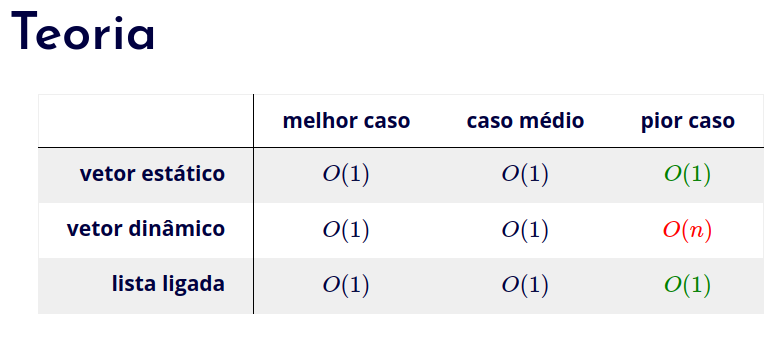 Teoria
melhor caso caso médio pior caso
vetor estático O(1) O(1) O(1)
vetor dinâmico O(1) O(1) O(n)
lista ligada O(1) O(1) O(1)